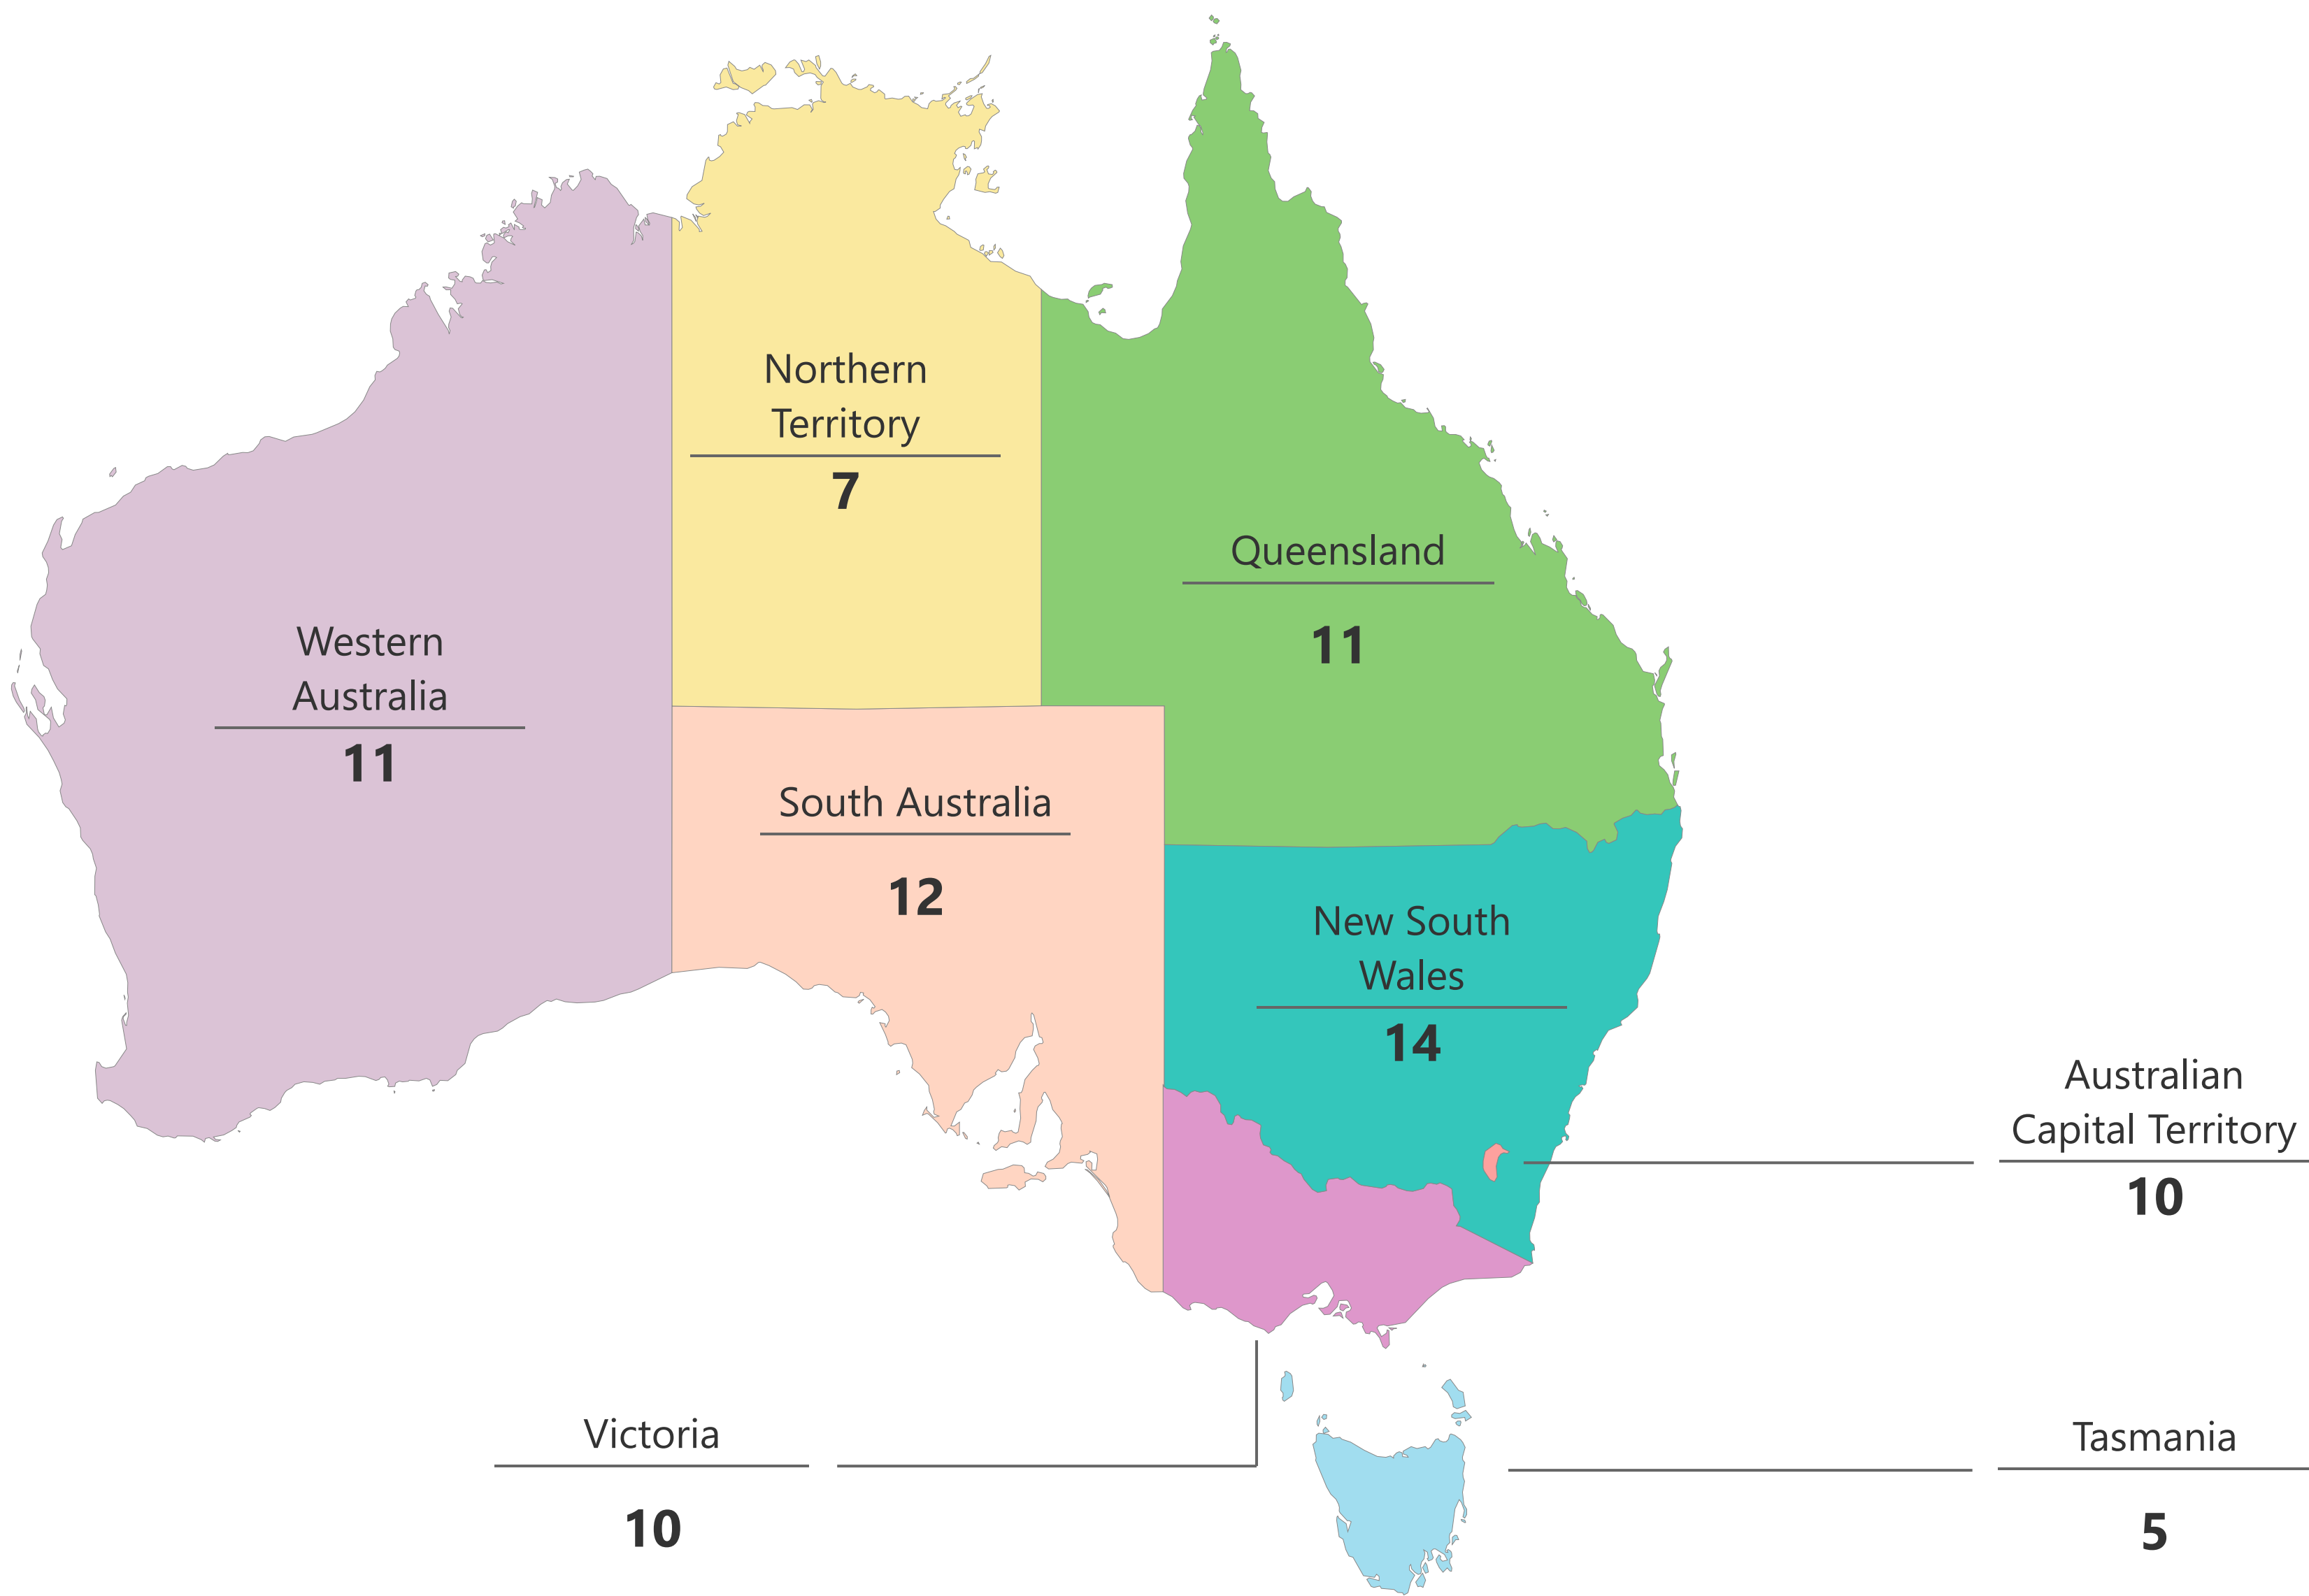 Northern
Territory
7
Queensland
11
Western
Australia
11
South Australia
12
New South
Wales
14
Australian
Capital Territory
10
Victoria
10
Tasmania
5